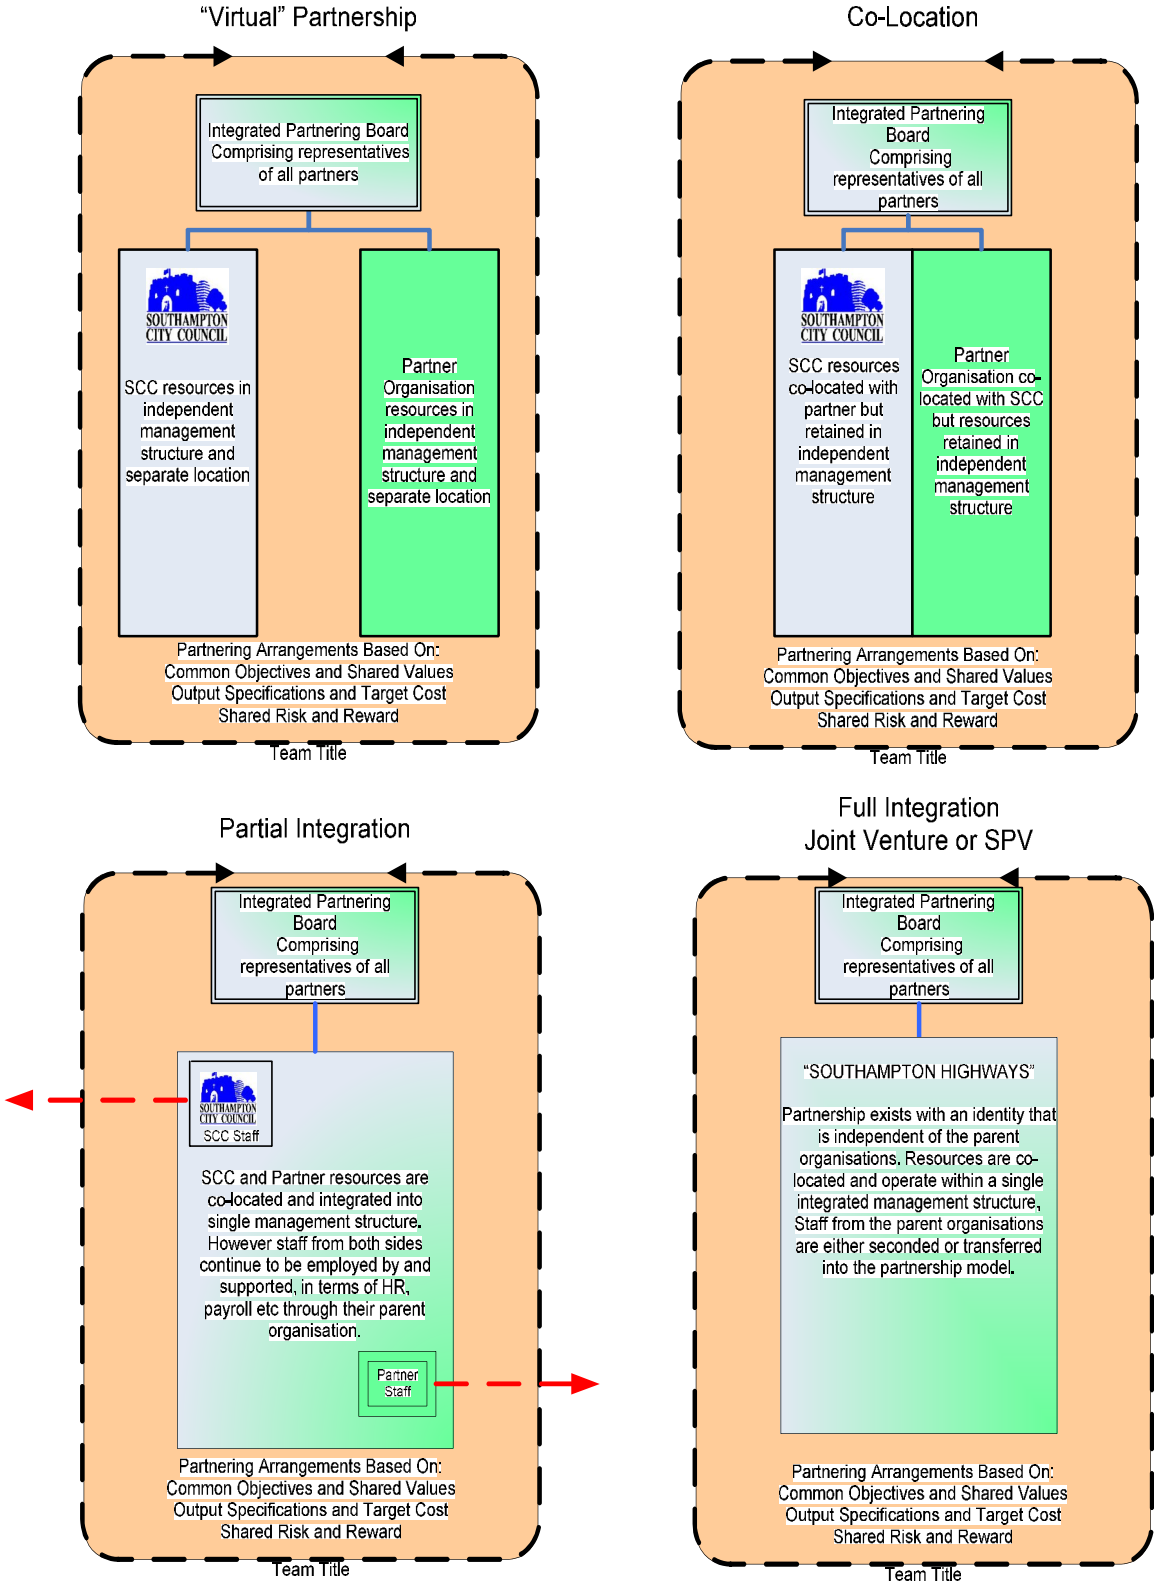 “Virtual” Partnership
Integrated Partnering Board
Comprising representatives
of all partners
SOUTHAMPTON
CITY COUNCIL
SCC resources in
independent
management
structure and
separate location
Partner
Organisation
resources in
independent
management
structure and
separate location
Partnering Arrangements Based On:
Common Objectives and Shared Values
Output Specifications and Target Cost
Shared Risk and Reward
Team Title
Co-Location
Integrated Partnering
Board
Comprising
representatives of all
partners
SOUTHAMPTON
CITY COUNCIL
SCC resources
co-located with
partner but
retained in
independent
management
structure
Partner
Organisation co-
located with SCC
but resources
retained in
independent
management
structure
Partnering Arrangements Based On:
Common Objectives and Shared Values
Output Specifications and Target Cost
Shared Risk and Reward
Team Title
Partial Integration
Integrated Partnering
Board
Comprising
representatives of all
partners
SOUTHAMPTON
CITY COUNCIL
SCC Staff
SCC and Partner resources are
co-located and integrated into
single management structure.
However staff from both sides
continue to be employed by and
supported, in terms of HR,
payroll etc through their parent
organisation.
Partner
Staff
Partnering Arrangements Based On:
Common Objectives and Shared Values
Output Specifications and Target Cost
Shared Risk and Reward
Team Title
Full Integration
Joint Venture or SPV
Integrated Partnering
Board
Comprising
representatives of all
partners
“SOUTHAMPTON HIGHWAYS”
Partnership exists with an identity that
is independent of the parent
organisations. Resources are co-
located and operate within a single
integrated management structure,
Staff from the parent organisations
are either seconded or transferred
into the partnership model.
Partnering Arrangements Based On:
Common Objectives and Shared Values
Output Specifications and Target Cost
Shared Risk and Reward
Team Title